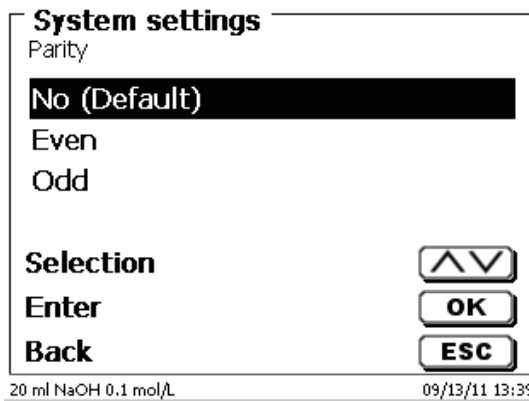 System settings
Parity
No (Default)
Even
Odd
Selection
Enter OK
Back ESC
20 ml NaOH 0.1 mol/L 09/13/11 13:39